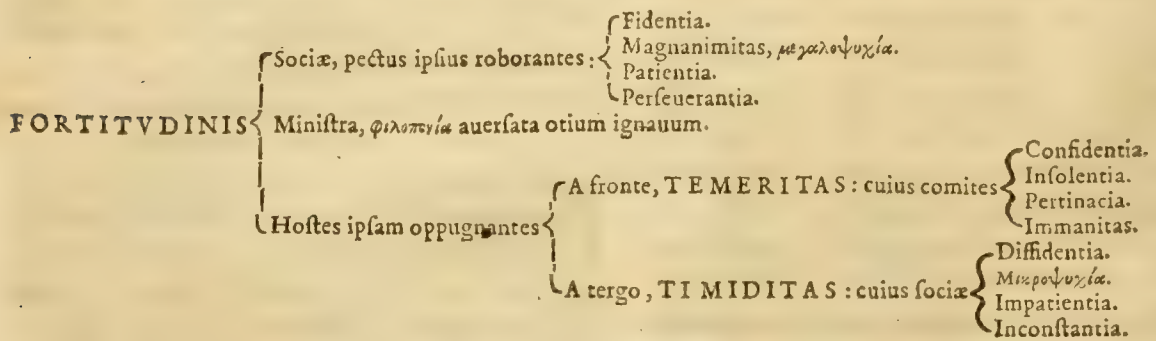 FORTITVDINIS
Sociæ, pectus ipſius roborantes:
Fidentia.
Magnanimitas, μεγαλοψυχία.
Patientia.
Perſeuerantia.
Miniſtra, φιλοπονία auerſata otium ignauum.
Hoſtes ipſam oppugnantes
A fronte, TEMERITAS: cuius comites
Confidentia.
Inſolentia.
Pertinacia.
Immanitas.
A tergo, TIMIDITAS: cuius ſociæ
Diffidentia.
Μικροψυχία.
Impatientia.
Inconſtantia.